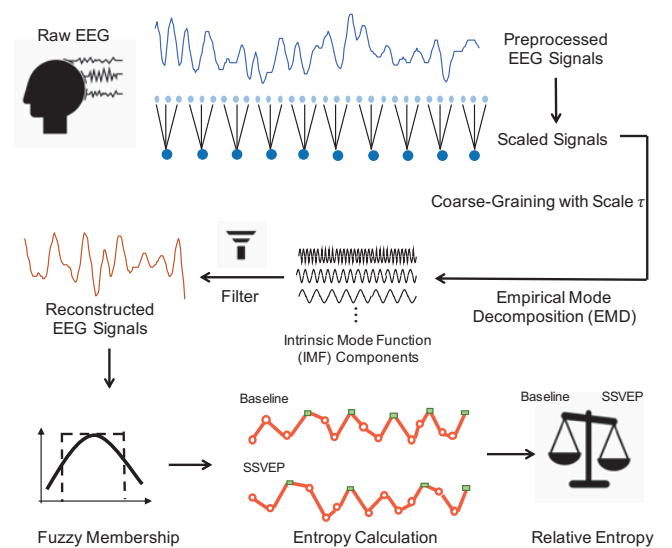 Raw EEG
Preprocessed
EEG Signals
Scaled Signals
Coarse-Graining with Scale τ
Empirical Mode
Decomposition (EMD)
Intrinsic Mode Function
(IMF) Components
Filter
Reconstructed
EEG Signals
Fuzzy Membership
Baseline
SSVEP
Entropy Calculation
Baseline SSVEP
Relative Entropy